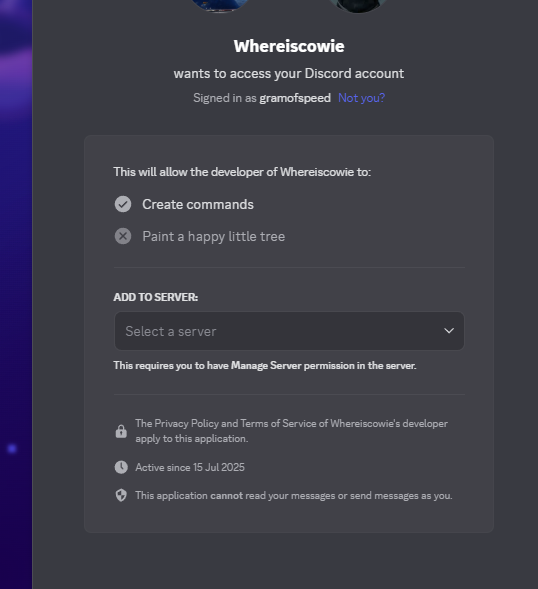 Whereiscowie
wants to access your Discord account
Signed in as gramofspeed Not you?
This will allow the developer of Whereiscowie to:
Create commands
Paint a happy little tree
ADD TO SERVER:
Select a server
This requires you to have Manage Server permission in the server.
The Privacy Policy and Terms of Service of Whereiscowie's developer
apply to this application.
Active since 15 Jul 2025
This application cannot read your messages or send messages as you.